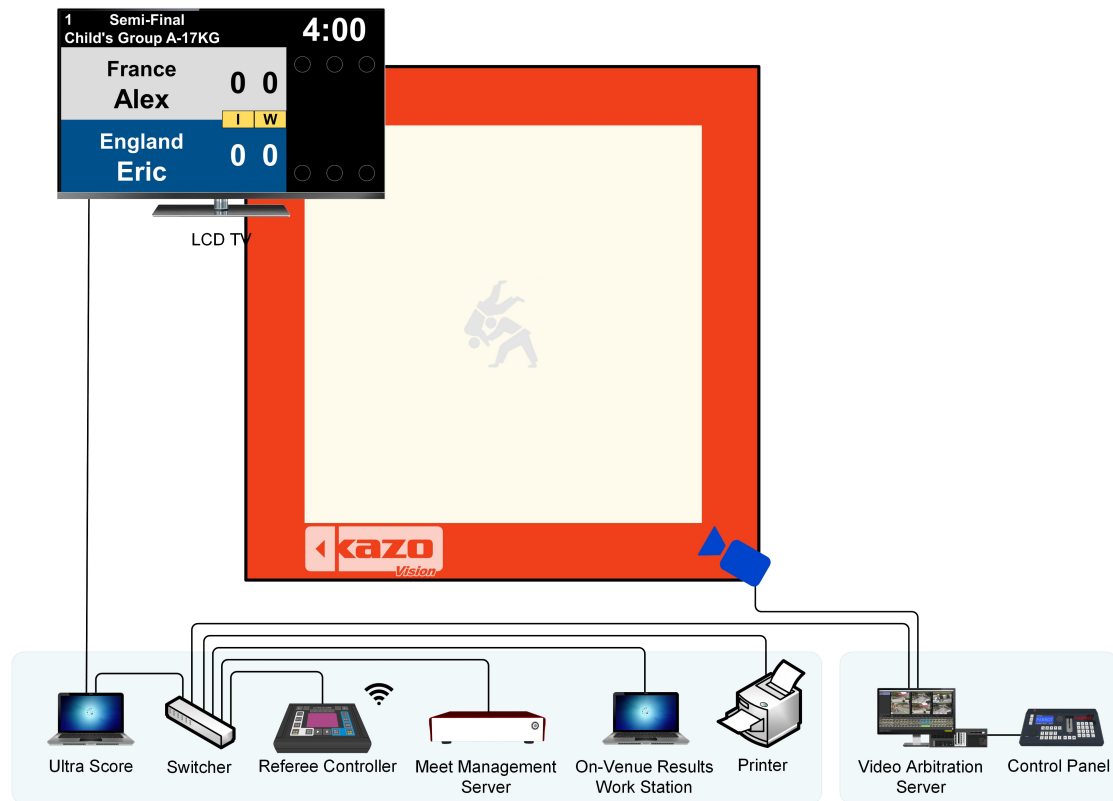 1 Semi-Final
Child's Group A-17KG
4:00
France
Alex
0 0
I W
England
Eric
0 0
LCD TV
kazo
Vision
Ultra Score
Switcher
Referee Controller
Meet Management
Server
On-Venue Results
Work Station
Printer
Video Arbitration
Server
Control Panel